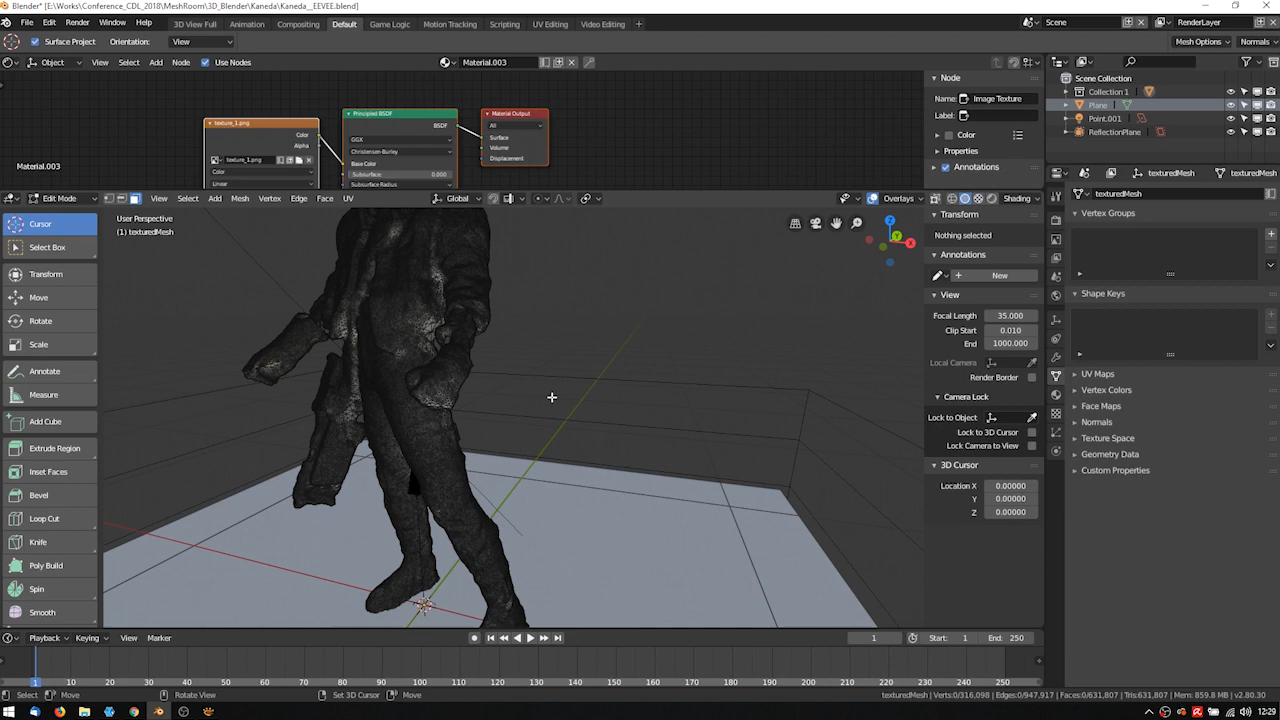 Blender* [E:\Works\Conference_CDL_2018\MeshRoom\3D_Blender\Kaneda\Kaneda__EEVEE.blend]
File Edit Render Window Help 3D View Full Animation Compositing Default Game Logic Motion Tracking Scripting UV Editing Video Editing + Scene RenderLayer
Surface Project Orientation: View Mesh Options Normals
Object View Select Add Node Use Nodes Material.003
Node
Name: Image Texture
Label:
Color
Properties
Annotations
Scene Collection
Collection 1
Plane
Point.001
ReflectionPlane
texture_1.png
Color
Alpha
texture_1.png
Color
Linear
Principled BSDF
BSDF
GGX
Christensen-Burley
Base Color
Subsurface: 0.000
Subsurface Radius
Material Output
All
Surface
Volume
Displacement
Material.003
Edit Mode View Select Add Mesh Vertex Edge Face UV Global Overlays Shading
User Perspective
(1) texturedMesh
Cursor
Select Box
Transform
Move
Rotate
Scale
Annotate
Measure
Add Cube
Extrude Region
Inset Faces
Bevel
Loop Cut
Knife
Poly Build
Spin
Smooth
Z
Y
X
Transform
Nothing selected
Annotations
New
View
Focal Length 35.000
Clip Start 0.010
End 1000.000
Local Camera
Render Border
Camera Lock
Lock to Object
Lock to 3D Cursor
Lock Camera to View
3D Cursor
Location X 0.00000
Y 0.00000
Z 0.00000
texturedMesh texturedMesh
texturedMesh
Vertex Groups
Shape Keys
UV Maps
Vertex Colors
Face Maps
Normals
Texture Space
Geometry Data
Custom Properties
Playback Keying View Marker 1 Start: 1 End: 250
1 10 20 30 40 50 60 70 80 90 100 110 120 130 140 150 160 170 180 190 200 210 220 230 240 250
Select Move Rotate View Set 3D Cursor Move texturedMesh | Verts:0/316,098 | Edges:0/947,917 | Faces:0/631,807 | Tris:631,807 | Mem: 859.8 MB | v2.80.30
12:29